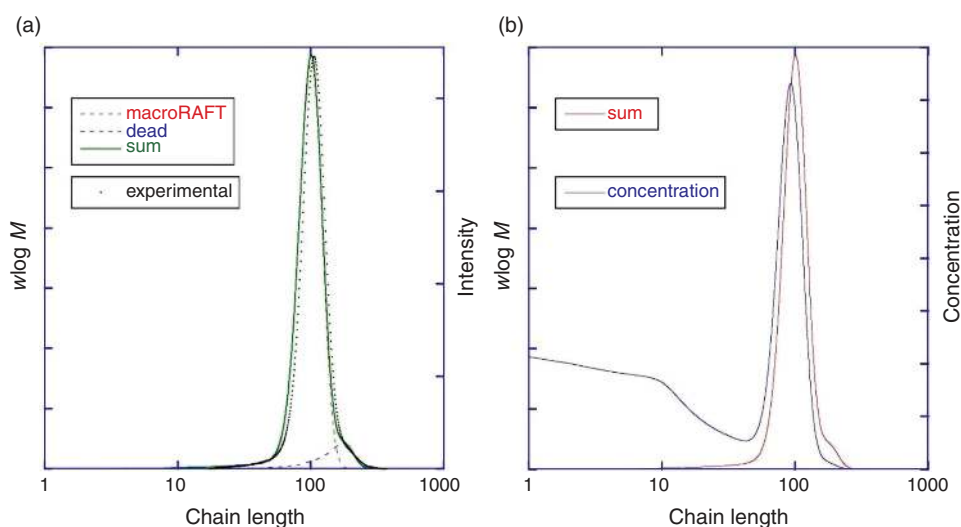 (a)
macroRAFT
dead
sum
experimental
wlog M
Intensity
1
10
100
1000
Chain length
(b)
sum
concentration
wlog M
Concentration
1
10
100
1000
Chain length